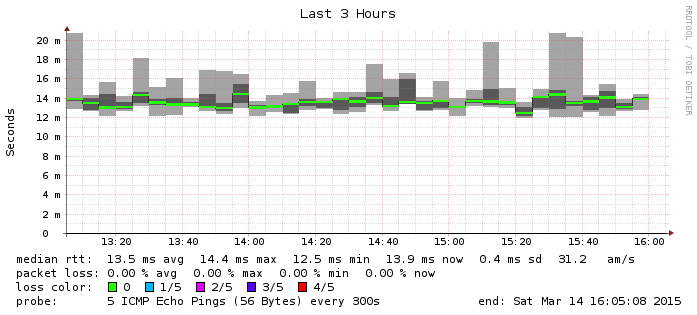 Last 3 Hours
RRDTOOL / TOBI OETIKER
Seconds
20 m
18 m
16 m
14 m
12 m
10 m
8 m
6 m
4 m
2 m
0
13:20 13:40 14:00 14:20 14:40 15:00 15:20 15:40 16:00
median rtt: 13.5 ms avg 14.4 ms max 12.5 ms min 13.9 ms now 0.4 ms sd 31.2 am/s
packet loss: 0.00 % avg 0.00 % max 0.00 % min 0.00 % now
loss color: 0 1/5 2/5 3/5 4/5
probe: 5 ICMP Echo Pings (56 Bytes) every 300s end: Sat Mar 14 16:05:08 2015